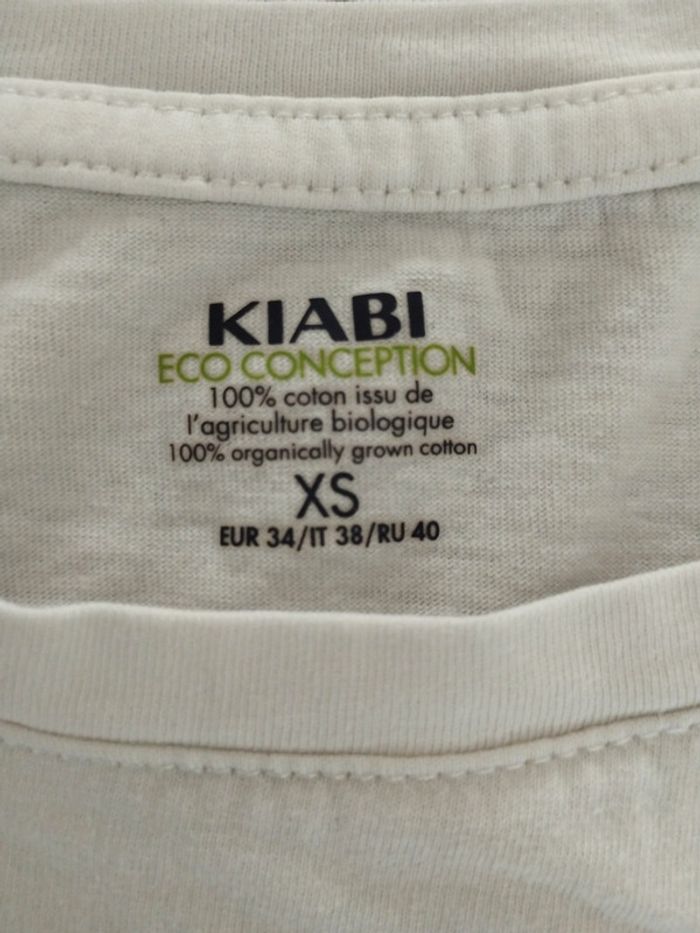 KIABI
ECO CONCEPTION
100% coton issu de
l'agriculture biologique
100% organically grown cotton
XS
EUR 34/IT 38/RU 40